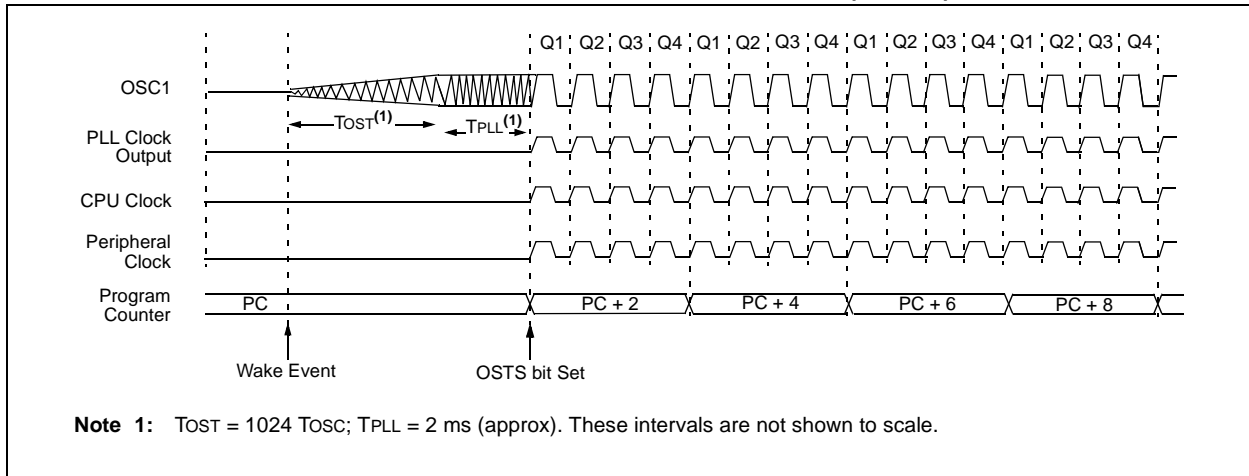 Q1 Q2 Q3 Q4 Q1 Q2 Q3 Q4 Q1 Q2 Q3 Q4 Q1 Q2 Q3 Q4
OSC1
TOST(1)
TPLL(1)
PLL Clock
Output
CPU Clock
Peripheral
Clock
Program
Counter
PC
PC + 2
PC + 4
PC + 6
PC + 8
Wake Event
OSTS bit Set
Note 1: TOST = 1024 TOSC; TPLL = 2 ms (approx). These intervals are not shown to scale.